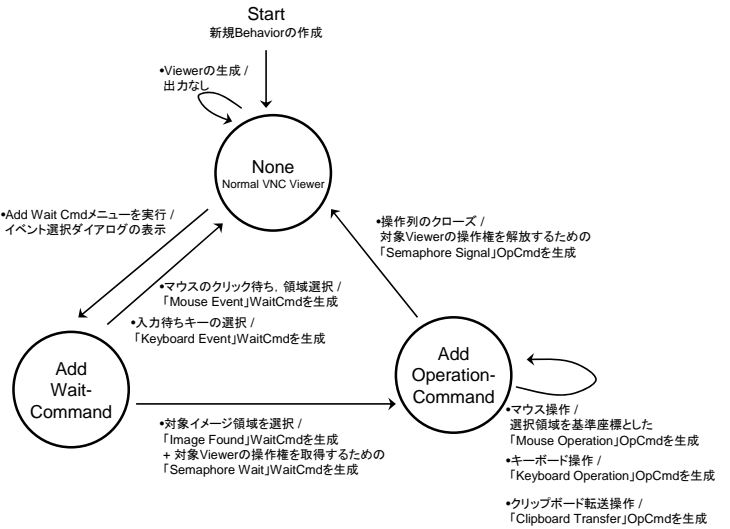 Start
新規Behaviorの作成
•Viewerの生成 /
出力なし
None
Normal VNC Viewer
•Add Wait Cmdメニューを実行 /
イベント選択ダイアログの表示
•操作列のクローズ /
対象Viewerの操作権を解放するための
「Semaphore Signal」OpCmdを生成
•マウスのクリック待ち, 領域選択 /
「Mouse Event」WaitCmdを生成
•入力待ちキーの選択 /
「Keyboard Event」WaitCmdを生成
Add
Wait-
Command
Add
Operation-
Command
•対象イメージ領域を選択 /
「Image Found」WaitCmdを生成
+ 対象Viewerの操作権を取得するための
「Semaphore Wait」WaitCmdを生成
•マウス操作 /
選択領域を基準座標とした
「Mouse Operation」OpCmdを生成
•キーボード操作 /
「Keyboard Operation」OpCmdを生成
•クリップボード転送操作 /
「Clipboard Transfer」OpCmdを生成